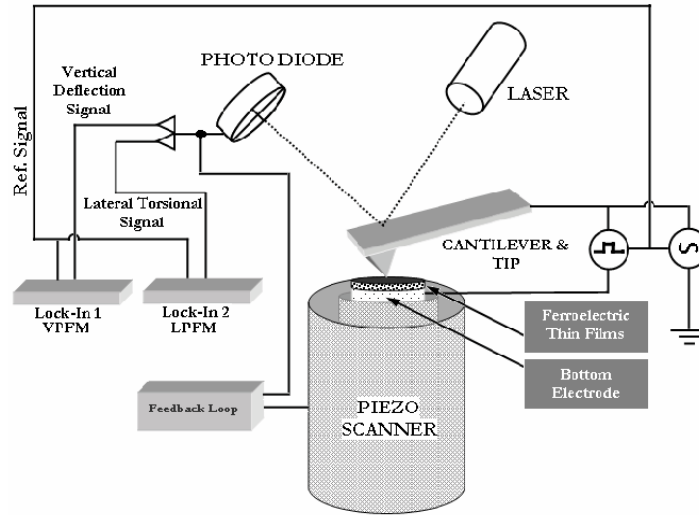 PHOTO DIODE
LASER
Vertical
Deflection
Signal
Ref. Signal
Lateral Torsional
Signal
CANTILEVER &
TIP
Lock-In 1
VPFM
Lock-In 2
LPFM
Ferroelectric
Thin Films
Bottom
Electrode
Feedback Loop
PIEZO
SCANNER